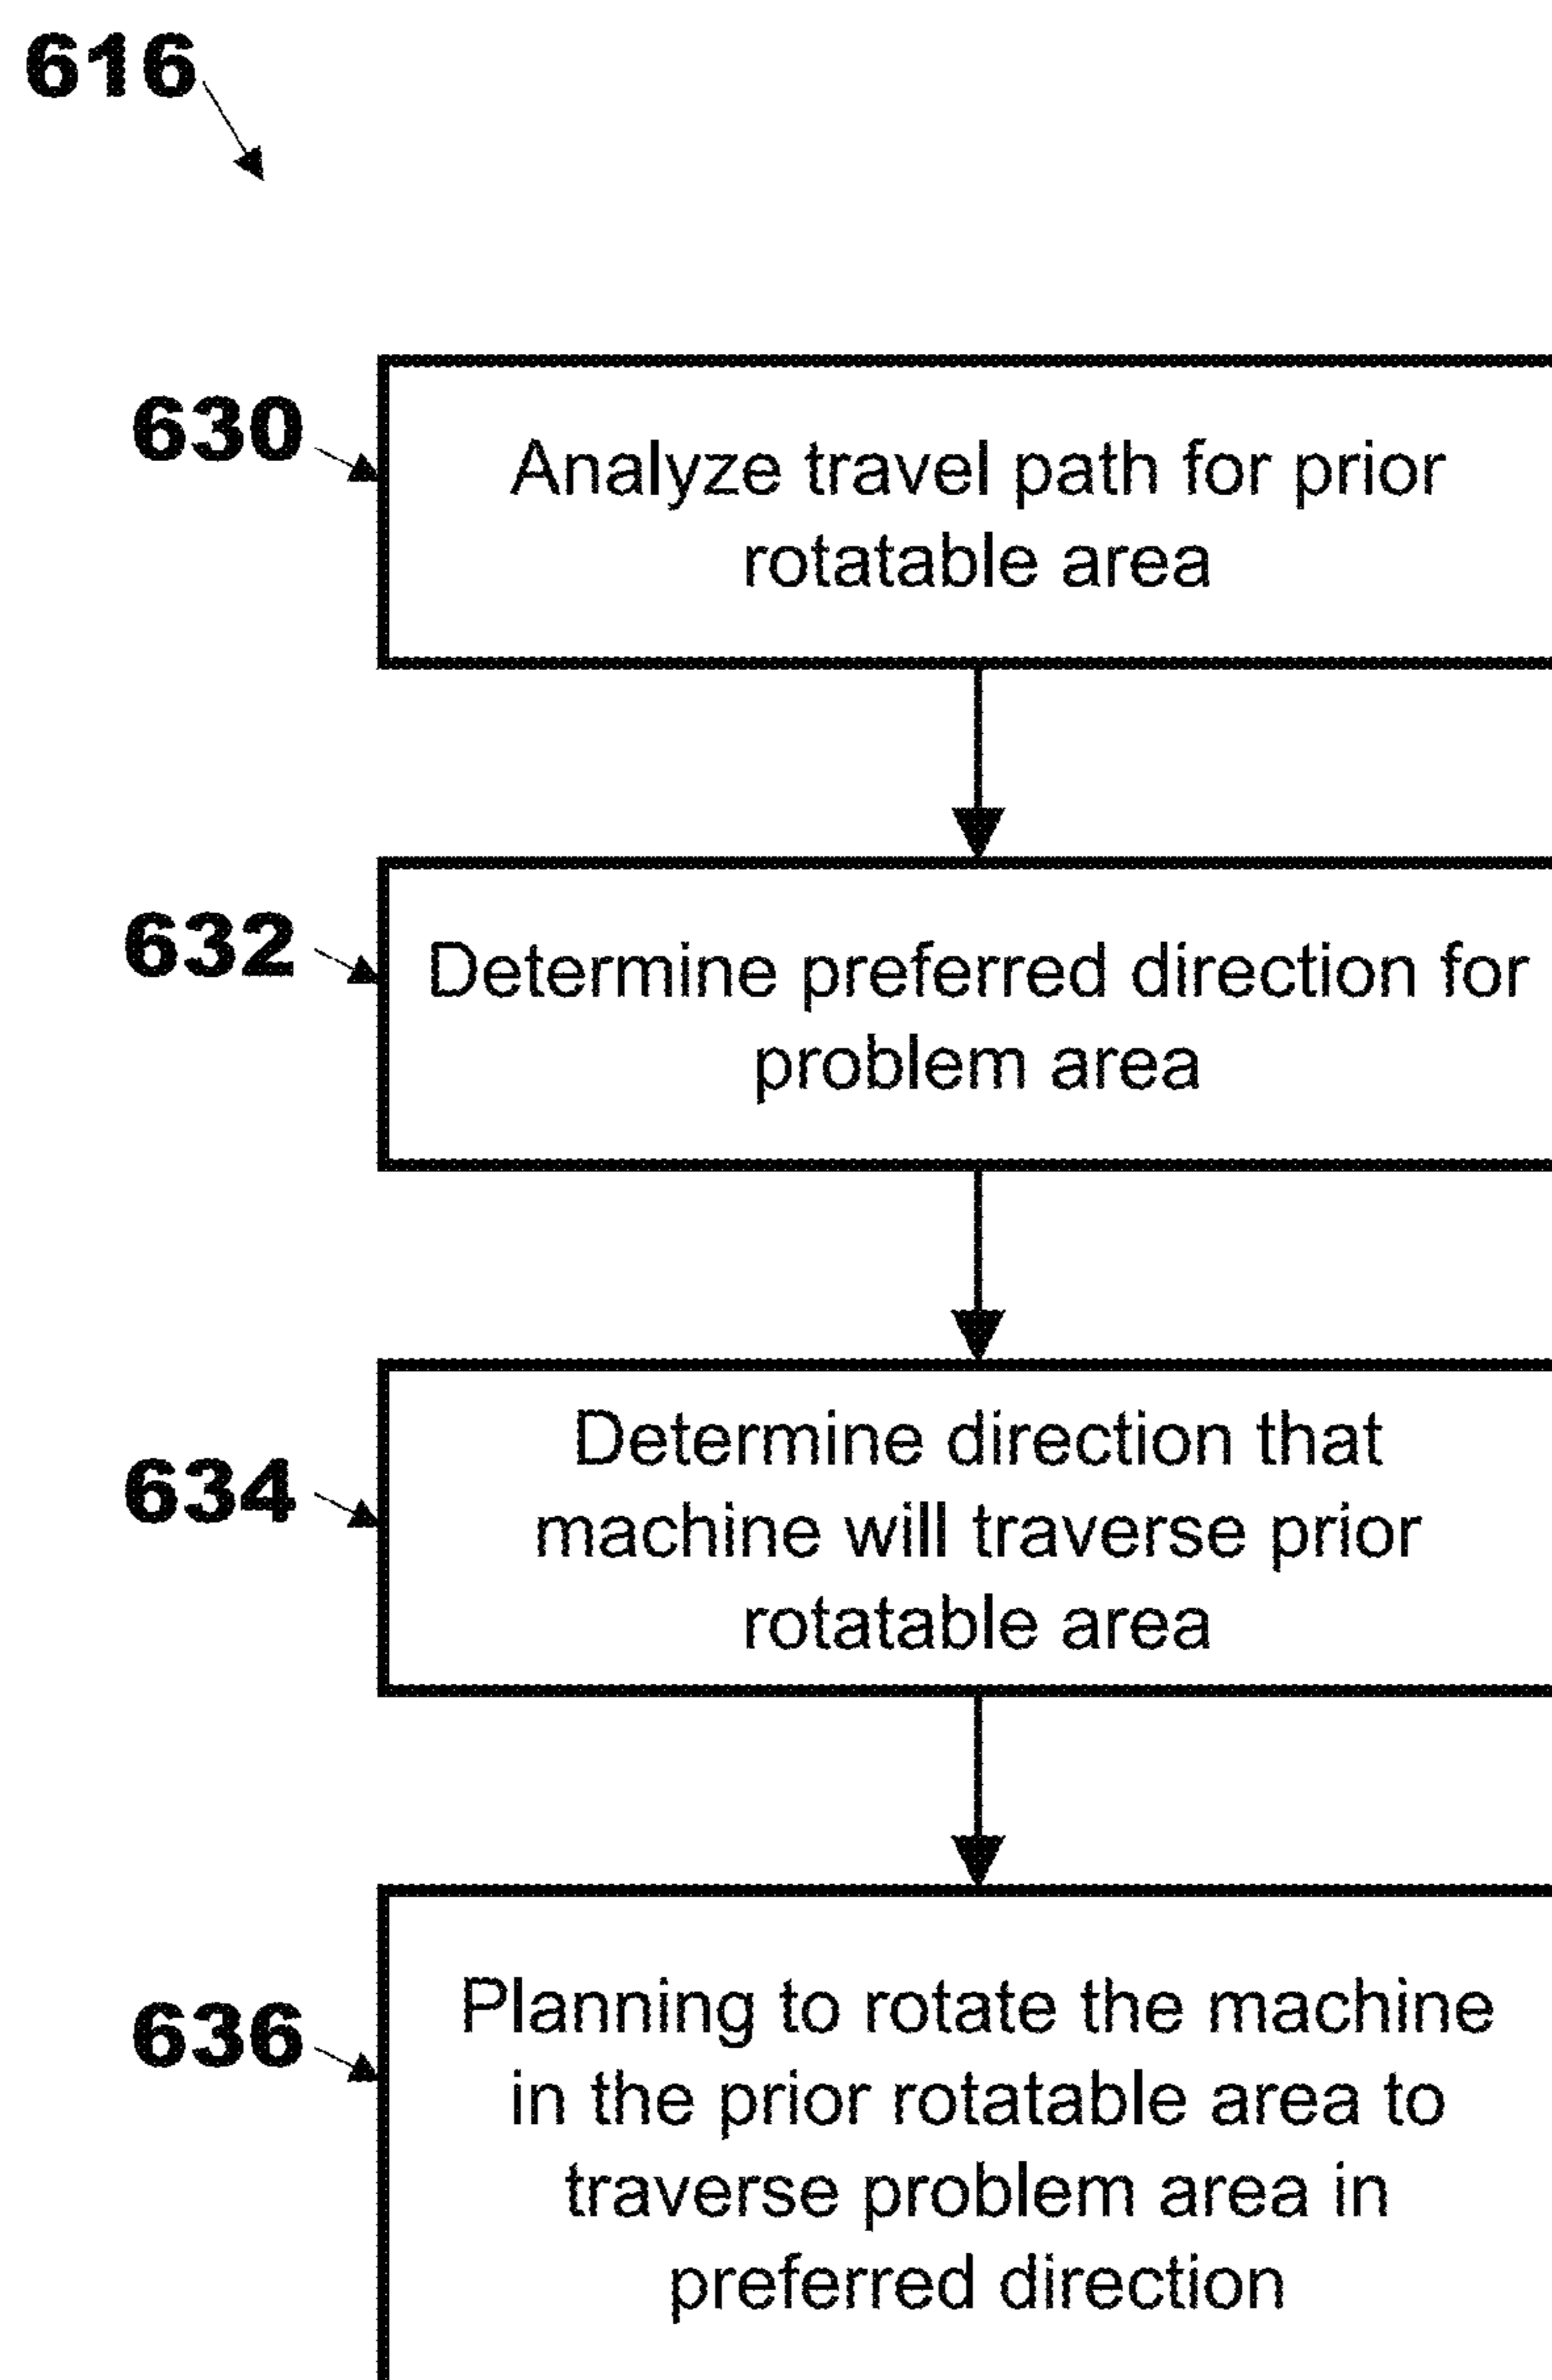 616
630
Analyze travel path for prior
rotatable area
632
Determine preferred direction for
problem area
634
Determine direction that
machine will traverse prior
rotatable area
636
Planning to rotate the machine
in the prior rotatable area to
traverse problem area in
preferred direction